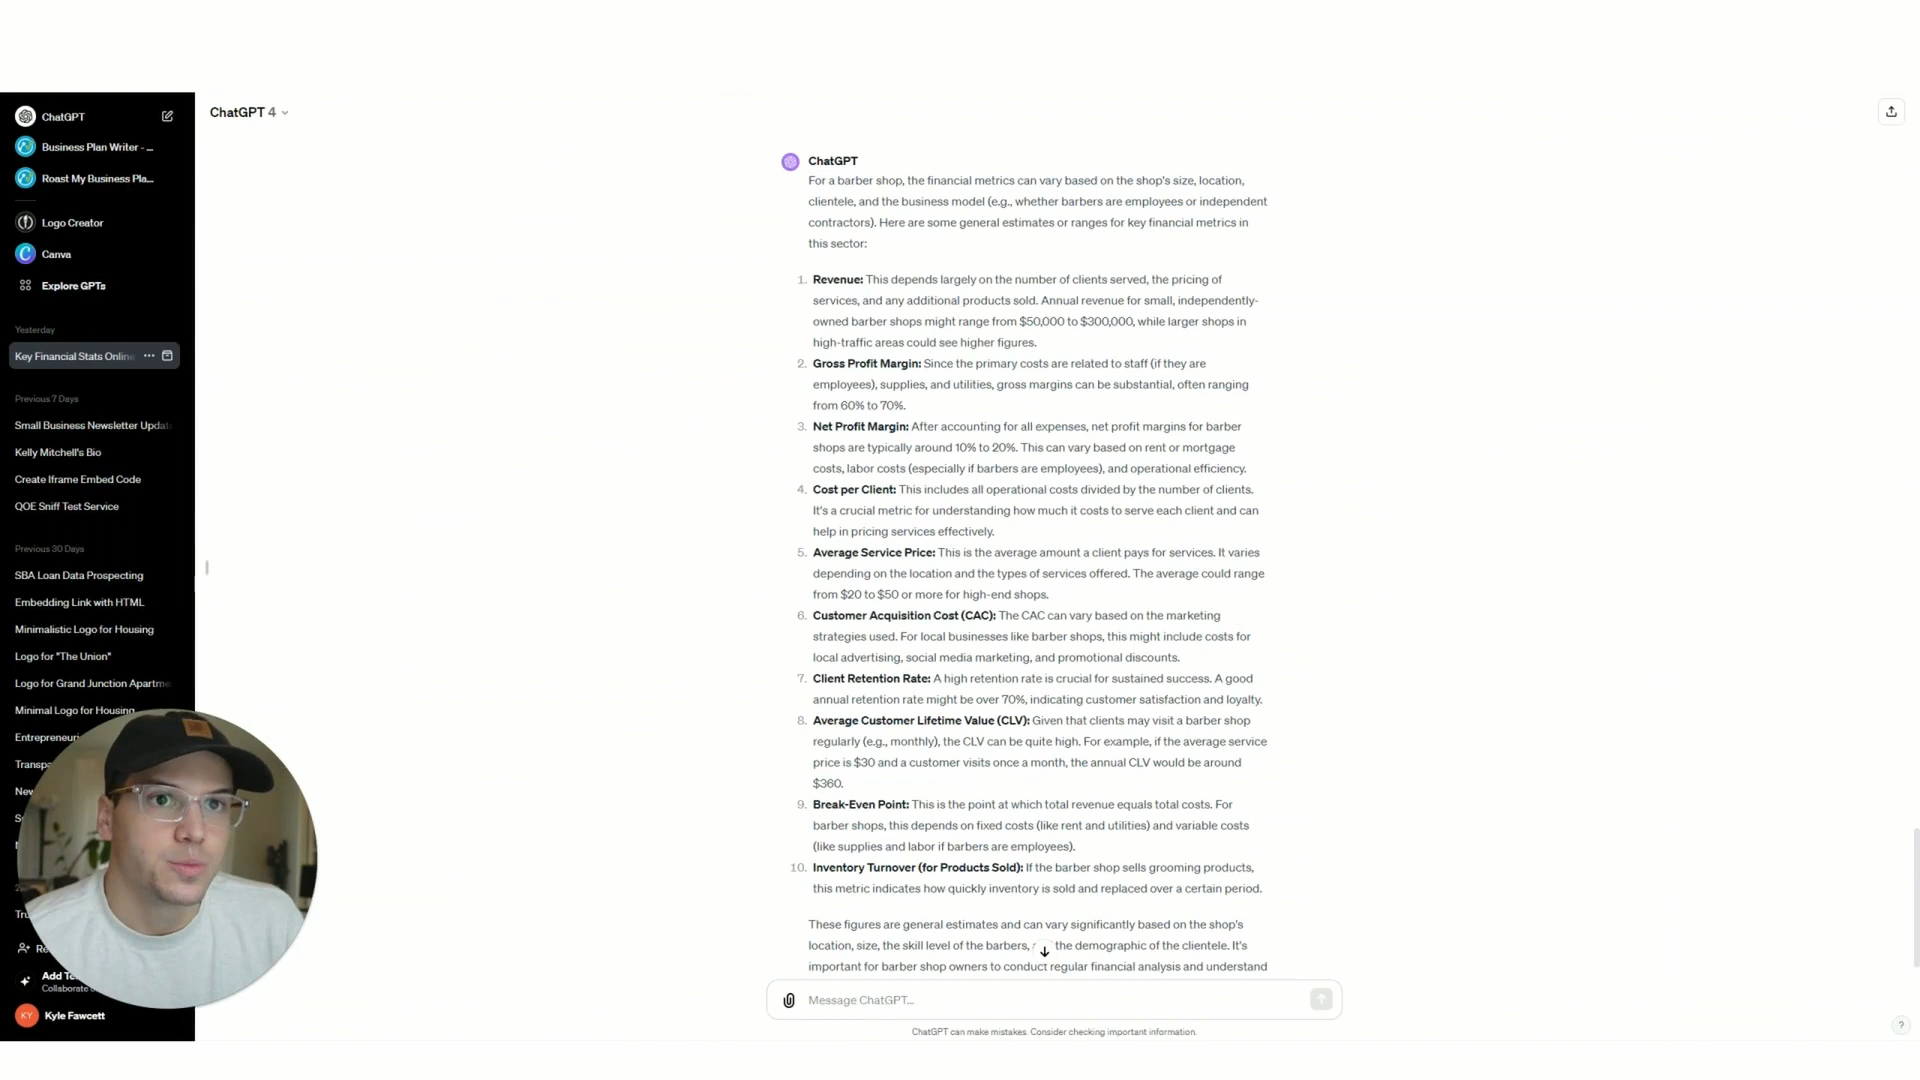 ChatGPT
Business Plan Writer - ...
Roast My Business Pla...
Logo Creator
Canva
Explore GPTs
Yesterday
Key Financial Stats Online
Previous 7 Days
Small Business Newsletter Updat
Kelly Mitchell's Bio
Create Iframe Embed Code
QOE Sniff Test Service
Previous 30 Days
SBA Loan Data Prospecting
Embedding Link with HTML
Minimalistic Logo for Housing
Logo for "The Union"
Logo for Grand Junction Apartme
Minimal Logo for Housing
Entrepreneuri
Transpa
New
Tru
Re
Add Te
Collaborate
KY
Kyle Fawcett
ChatGPT 4
ChatGPT
For a barber shop, the financial metrics can vary based on the shop's size, location,
clientele, and the business model (e.g., whether barbers are employees or independent
contractors). Here are some general estimates or ranges for key financial metrics in
this sector:
1. Revenue: This depends largely on the number of clients served, the pricing of
services, and any additional products sold. Annual revenue for small, independently-
owned barber shops might range from $50,000 to $300,000, while larger shops in
high-traffic areas could see higher figures.
2. Gross Profit Margin: Since the primary costs are related to staff (if they are
employees), supplies, and utilities, gross margins can be substantial, often ranging
from 60% to 70%.
3. Net Profit Margin: After accounting for all expenses, net profit margins for barber
shops are typically around 10% to 20%. This can vary based on rent or mortgage
costs, labor costs (especially if barbers are employees), and operational efficiency.
4. Cost per Client: This includes all operational costs divided by the number of clients.
It's a crucial metric for understanding how much it costs to serve each client and can
help in pricing services effectively.
5. Average Service Price: This is the average amount a client pays for services. It varies
depending on the location and the types of services offered. The average could range
from $20 to $50 or more for high-end shops.
6. Customer Acquisition Cost (CAC): The CAC can vary based on the marketing
strategies used. For local businesses like barber shops, this might include costs for
local advertising, social media marketing, and promotional discounts.
7. Client Retention Rate: A high retention rate is crucial for sustained success. A good
annual retention rate might be over 70%, indicating customer satisfaction and loyalty.
8. Average Customer Lifetime Value (CLV): Given that clients may visit a barber shop
regularly (e.g., monthly), the CLV can be quite high. For example, if the average service
price is $30 and a customer visits once a month, the annual CLV would be around
$360.
9. Break-Even Point: This is the point at which total revenue equals total costs. For
barber shops, this depends on fixed costs (like rent and utilities) and variable costs
(like supplies and labor if barbers are employees).
10. Inventory Turnover (for Products Sold): If the barber shop sells grooming products,
this metric indicates how quickly inventory is sold and replaced over a certain period.
These figures are general estimates and can vary significantly based on the shop's
location, size, the skill level of the barbers, the demographic of the clientele. It's
important for barber shop owners to conduct regular financial analysis and understand
Message ChatGPT...
ChatGPT can make mistakes. Consider checking important information.
?